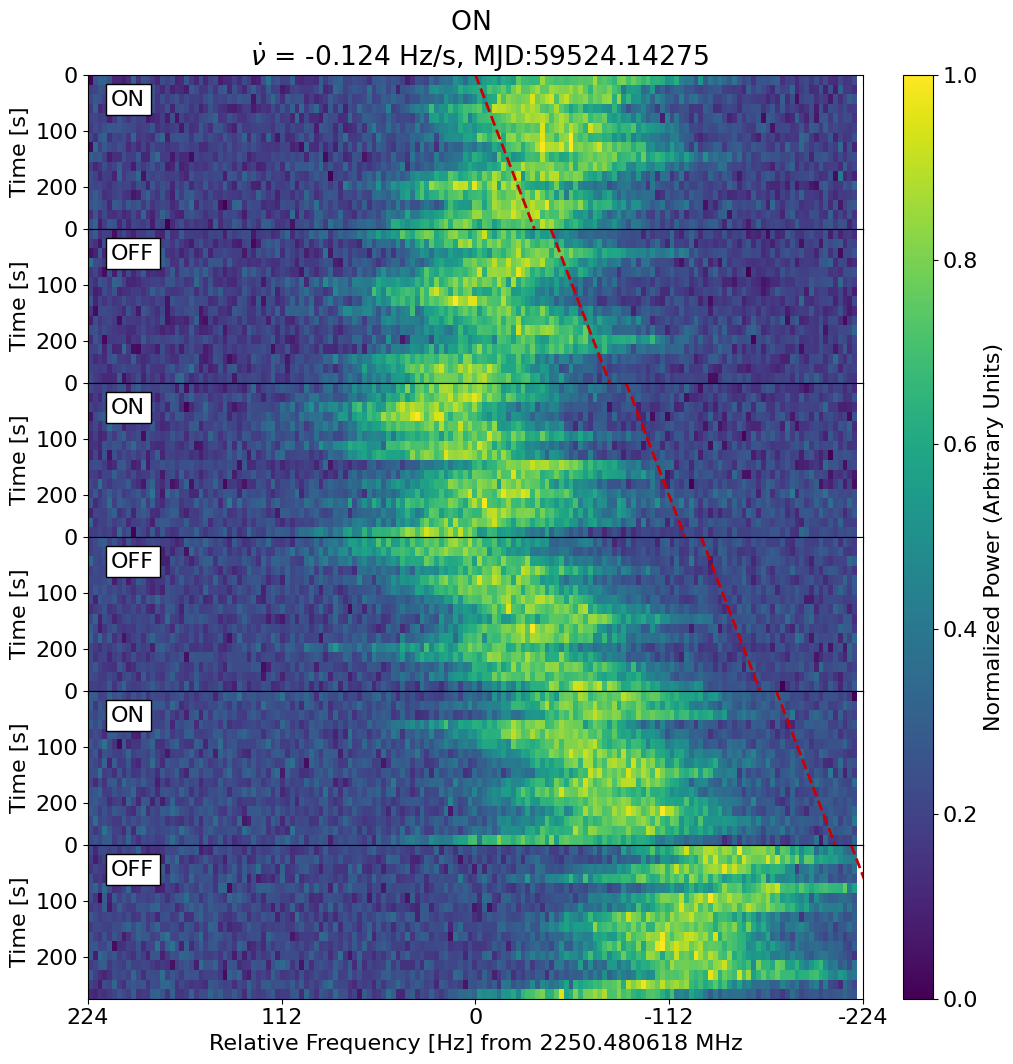 ON
ν̇ = -0.124 Hz/s, MJD:59524.14275
0
ON
100
200
Time [s]
0
OFF
100
200
Time [s]
0
ON
100
200
Time [s]
0
OFF
100
200
Time [s]
0
ON
100
200
Time [s]
0
OFF
100
200
Time [s]
224 112 0 -112 -224
Relative Frequency [Hz] from 2250.480618 MHz
1.0
0.8
0.6
0.4
0.2
0.0
Normalized Power (Arbitrary Units)